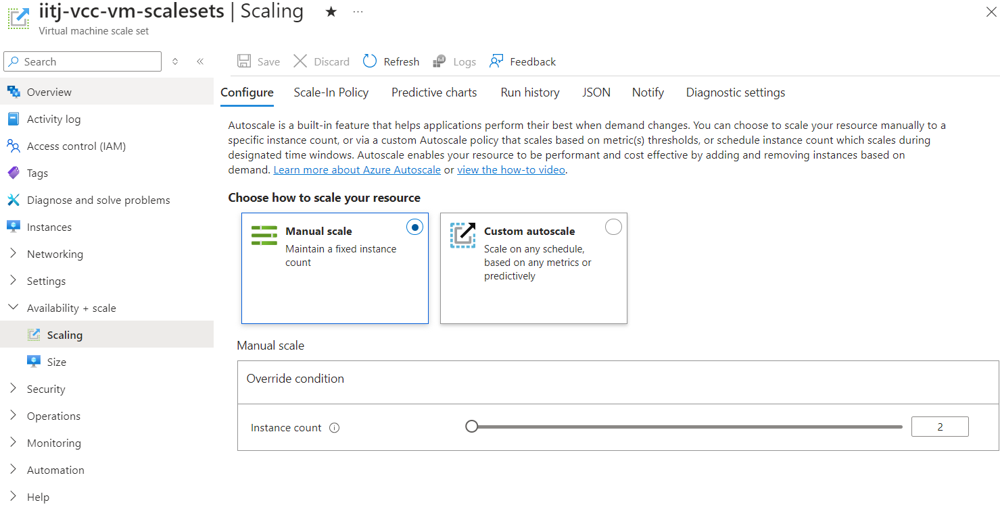 iitj-vcc-vm-scalesets | Scaling
Virtual machine scale set
Search
Save
Discard
Refresh
Logs
Feedback
Overview
Activity log
Access control (IAM)
Tags
Diagnose and solve problems
Instances
Networking
Settings
Availability + scale
Scaling
Size
Security
Operations
Monitoring
Automation
Help
Configure
Scale-In Policy
Predictive charts
Run history
JSON
Notify
Diagnostic settings
Autoscale is a built-in feature that helps applications perform their best when demand changes. You can choose to scale your resource manually to a
specific instance count, or via a custom Autoscale policy that scales based on metric(s) thresholds, or schedule instance count which scales during
designated time windows. Autoscale enables your resource to be performant and cost effective by adding and removing instances based on
demand. Learn more about Azure Autoscale or view the how-to video.
Choose how to scale your resource
Manual scale
Maintain a fixed instance
count
Custom autoscale
Scale on any schedule,
based on any metrics or
predictively
Manual scale
Override condition
Instance count
2